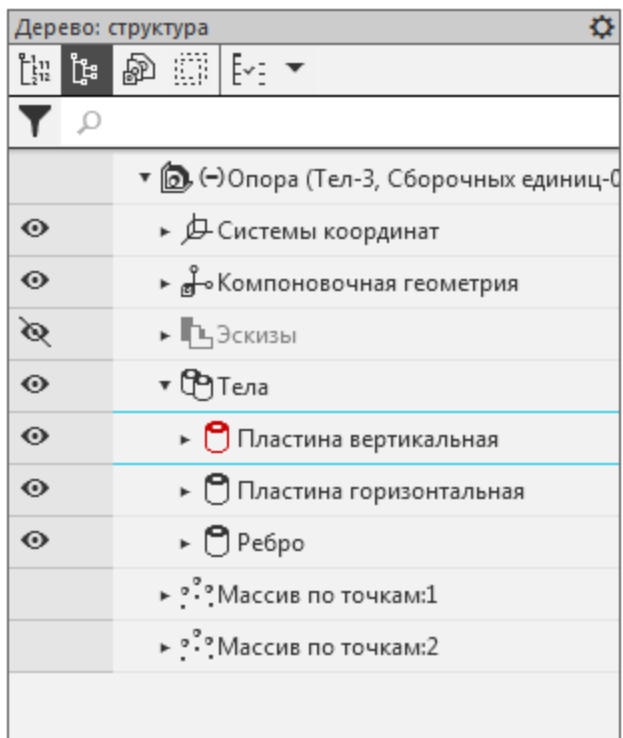 Дерево: структура
(-)Опора (Тел-3, Сборочных единиц-0
Системы координат
Компоновочная геометрия
Эскизы
Тела
Пластина вертикальная
Пластина горизонтальная
Ребро
Массив по точкам:1
Массив по точкам:2